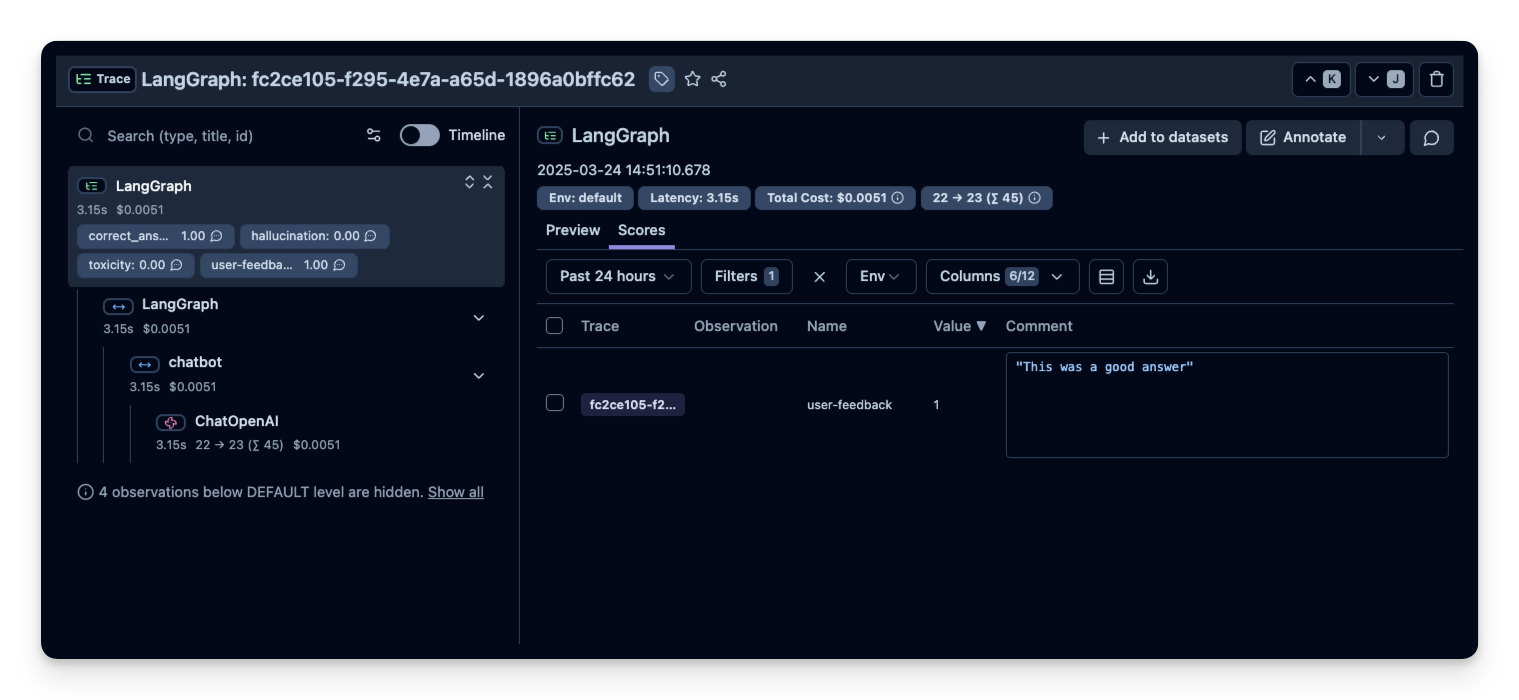 Trace LangGraph: fc2ce105-f295-4e7a-a65d-1896a0bffc62 K J
Search (type, title, id) Timeline
LangGraph
3.15s $0.0051
correct_ans... 1.00 hallucination: 0.00
toxicity: 0.00 user-feedba... 1.00
LangGraph
3.15s $0.0051
chatbot
3.15s $0.0051
ChatOpenAI
3.15s 22 → 23 (∑ 45) $0.0051
4 observations below DEFAULT level are hidden. Show all
LangGraph + Add to datasets Annotate
2025-03-24 14:51:10.678
Env: default Latency: 3.15s Total Cost: $0.0051 22 → 23 (∑ 45)
Preview Scores
Past 24 hours Filters 1 Env Columns 6/12
Trace Observation Name Value ▼ Comment
fc2ce105-f2... user-feedback 1 "This was a good answer"